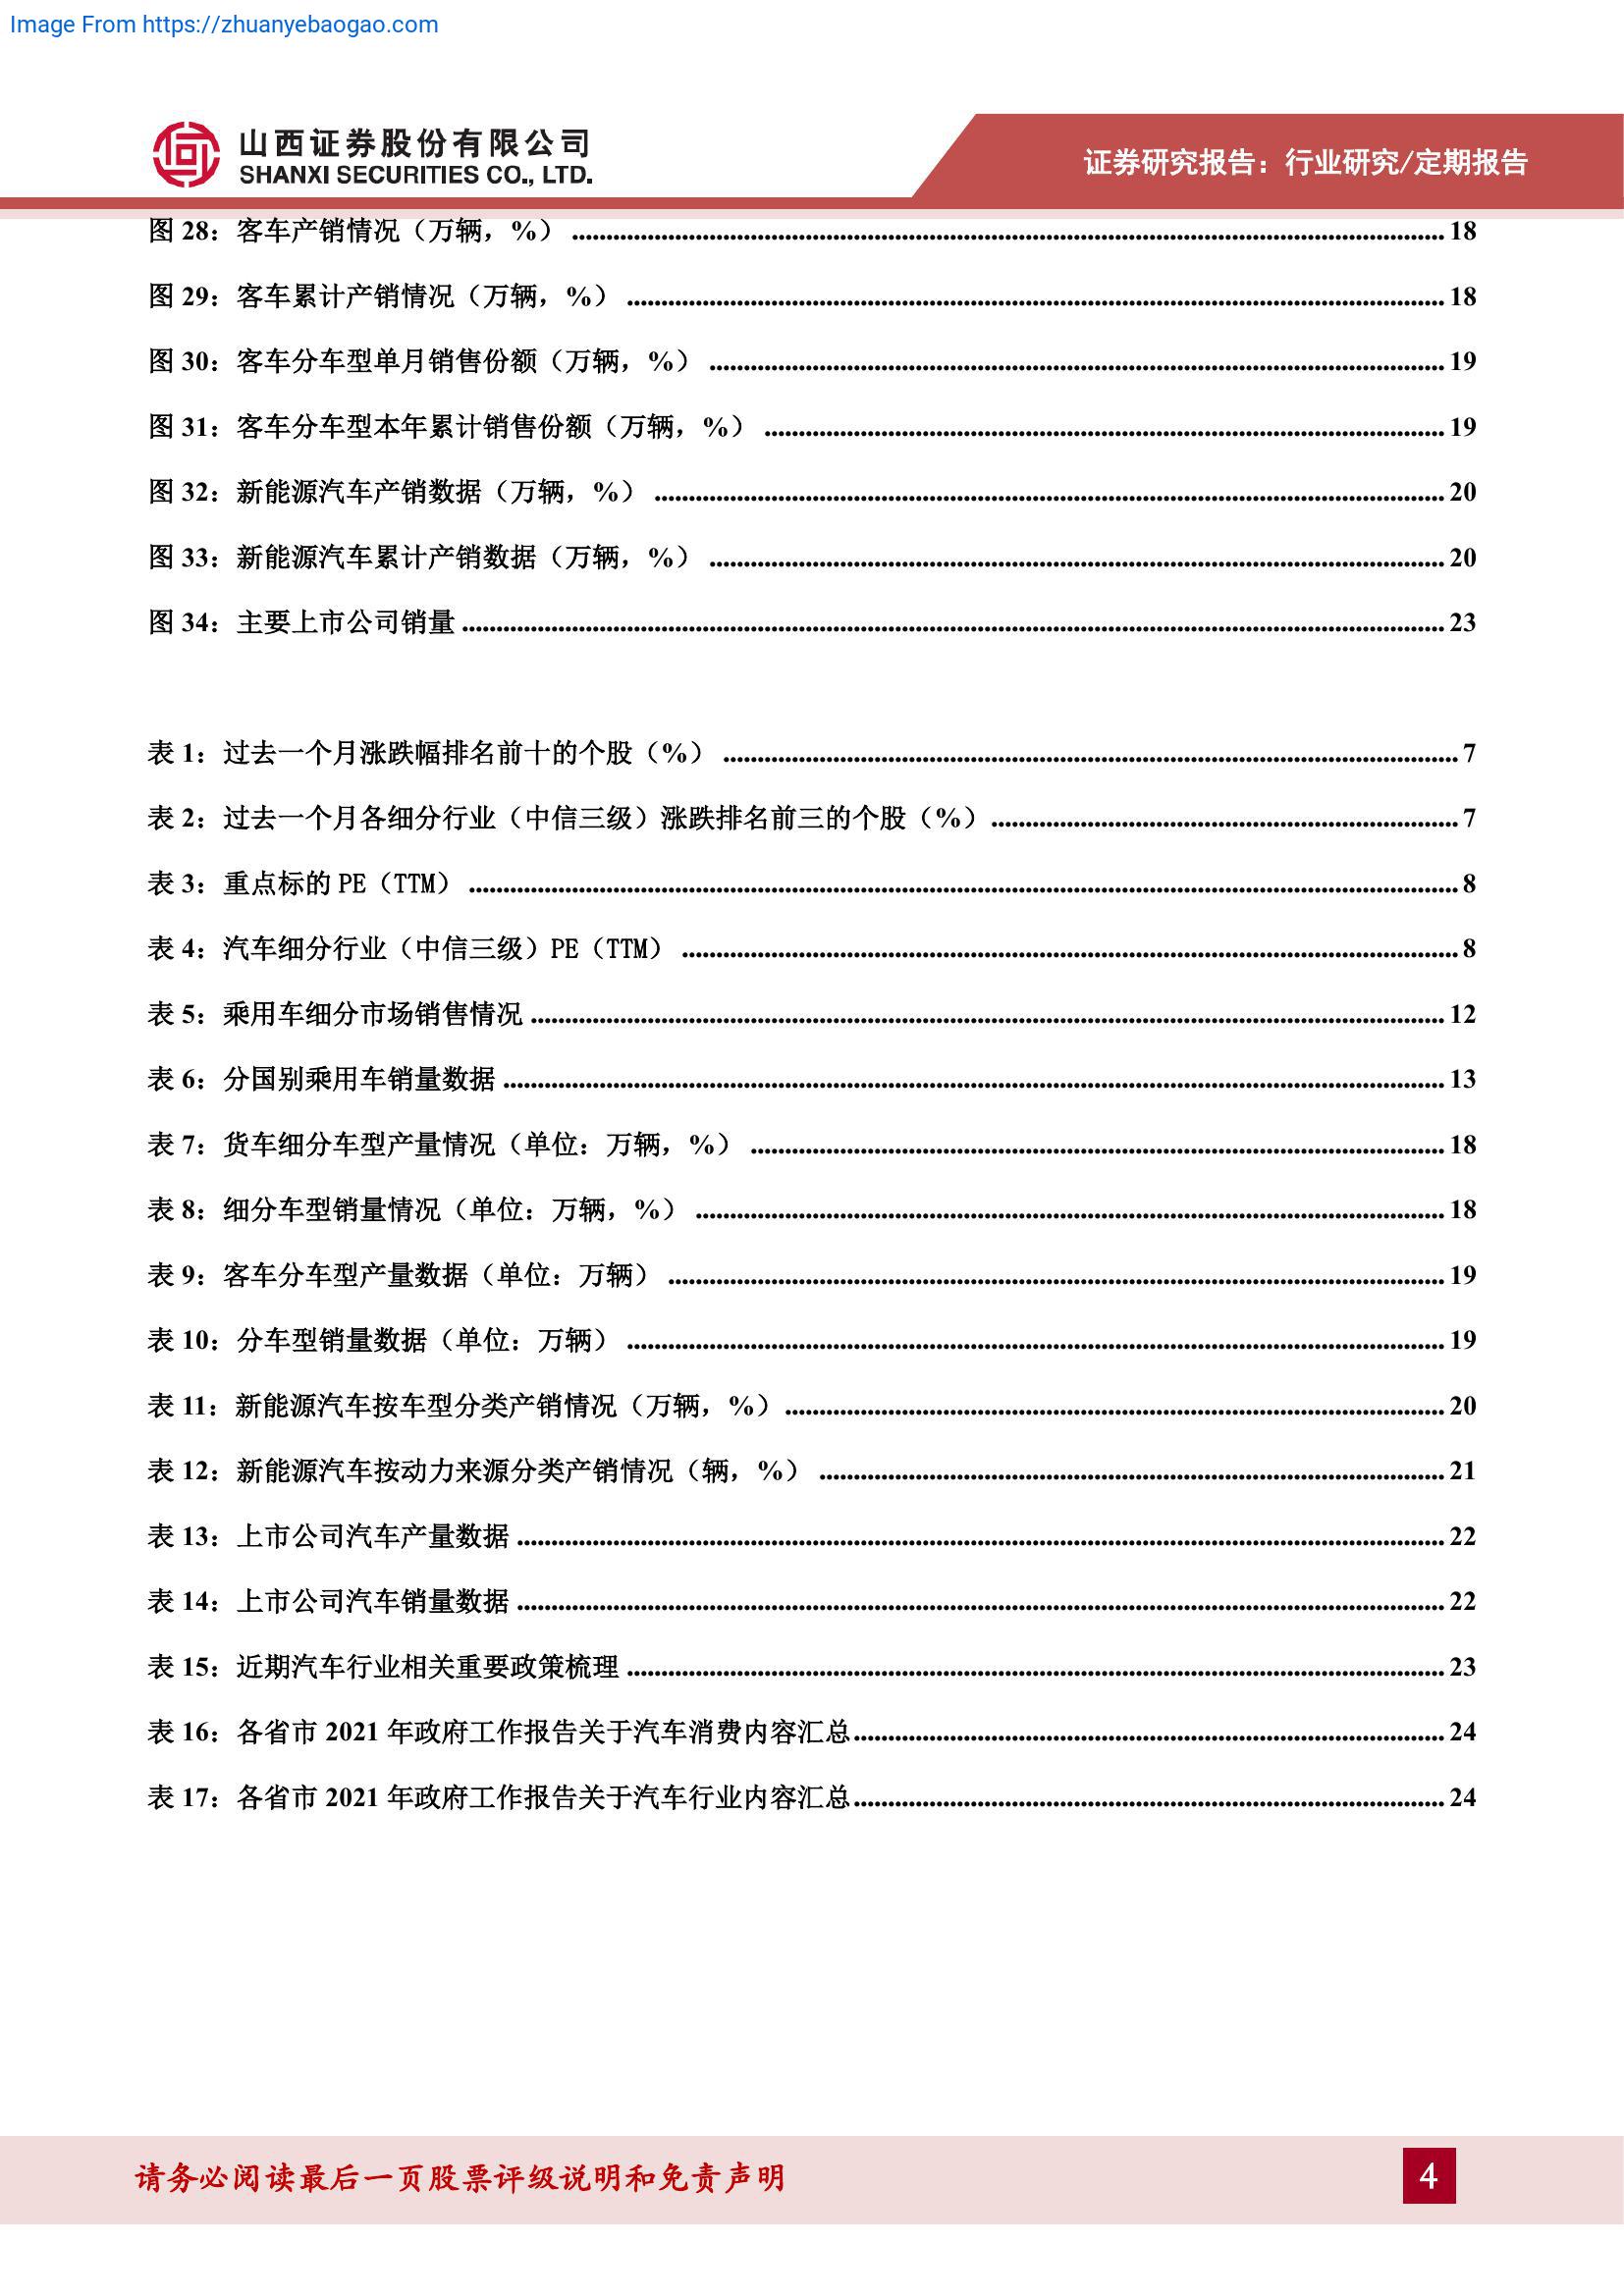 Image From https://zhuanyebaogao.com
山西证券股份有限公司
SHANXI SECURITIES CO., LTD.
证券研究报告：行业研究/定期报告
图 28：客车产销情况（万辆，%） 18
图 29：客车累计产销情况（万辆，%） 18
图 30：客车分车型单月销售份额（万辆，%） 19
图 31：客车分车型本年累计销售份额（万辆，%） 19
图 32：新能源汽车产销数据（万辆，%） 20
图 33：新能源汽车累计产销数据（万辆，%） 20
图 34：主要上市公司销量 23
表 1：过去一个月涨跌幅排名前十的个股（%） 7
表 2：过去一个月各细分行业（中信三级）涨跌排名前三的个股（%） 7
表 3：重点标的 PE（TTM） 8
表 4：汽车细分行业（中信三级）PE（TTM） 8
表 5：乘用车细分市场销售情况 12
表 6：分国别乘用车销量数据 13
表 7：货车细分车型产量情况（单位：万辆，%） 18
表 8：细分车型销量情况（单位：万辆，%） 18
表 9：客车分车型产量数据（单位：万辆） 19
表 10：分车型销量数据（单位：万辆） 19
表 11：新能源汽车按车型分类产销情况（万辆，%） 20
表 12：新能源汽车按动力来源分类产销情况（辆，%） 21
表 13：上市公司汽车产量数据 22
表 14：上市公司汽车销量数据 22
表 15：近期汽车行业相关重要政策梳理 23
表 16：各省市 2021 年政府工作报告关于汽车消费内容汇总 24
表 17：各省市 2021 年政府工作报告关于汽车行业内容汇总 24
请务必阅读最后一页股票评级说明和免责声明
4